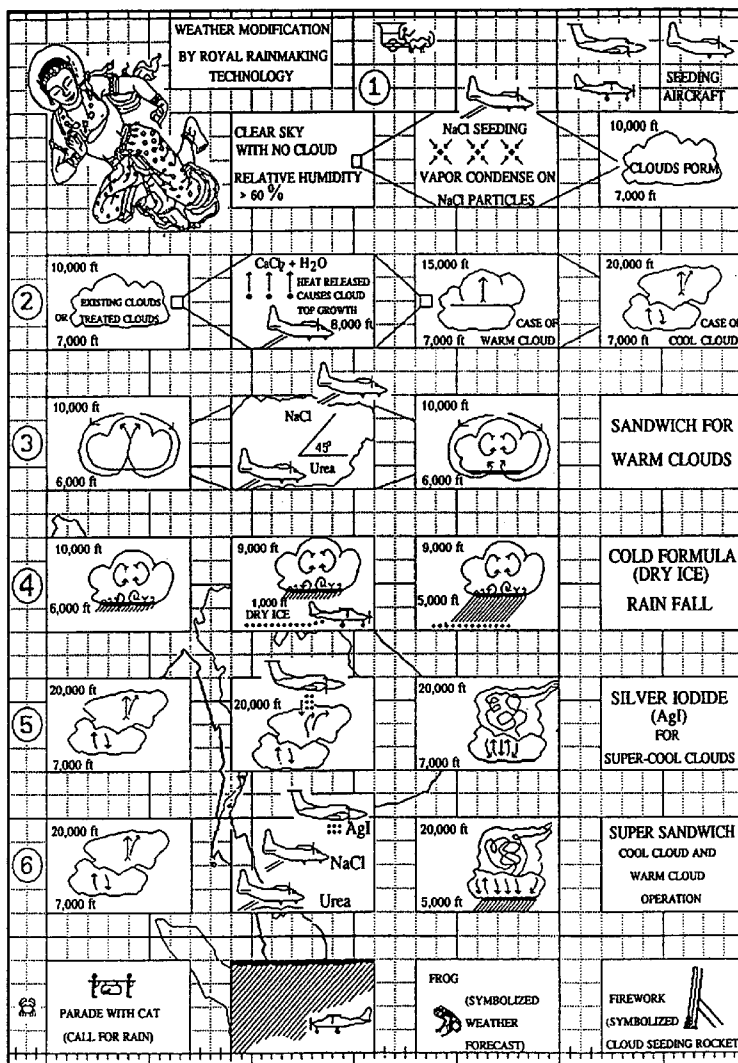 WEATHER MODIFICATION
BY ROYAL RAINMAKING
TECHNOLOGY
1
SEEDING
AIRCRAFT
CLEAR SKY
WITH NO CLOUD
RELATIVE HUMIDITY
> 60 %
NaCl SEEDING
VAPOR CONDENSE ON
NaCl PARTICLES
10,000 ft
CLOUDS FORM
7,000 ft
2
10,000 ft
EXISTING CLOUDS
OR TREATED CLOUDS
7,000 ft
CaCl₂ + H₂O
HEAT RELEASED
CAUSES CLOUD
TOP GROWTH
8,000 ft
15,000 ft
7,000 ft
CASE OF
WARM CLOUD
20,000 ft
7,000 ft
CASE OF
COOL CLOUD
3
10,000 ft
6,000 ft
NaCl
45°
Urea
10,000 ft
6,000 ft
SANDWICH FOR
WARM CLOUDS
4
10,000 ft
6,000 ft
9,000 ft
1,000 ft
DRY ICE
9,000 ft
5,000 ft
COLD FORMULA
(DRY ICE)
RAIN FALL
5
20,000 ft
7,000 ft
20,000 ft
7,000 ft
20,000 ft
7,000 ft
SILVER IODIDE
(AgI)
FOR
SUPER-COOL CLOUDS
6
20,000 ft
7,000 ft
AgI
NaCl
Urea
20,000 ft
5,000 ft
SUPER SANDWICH
COOL CLOUD AND
WARM CLOUD
OPERATION
PARADE WITH CAT
(CALL FOR RAIN)
FROG
(SYMBOLIZED
WEATHER
FORECAST)
FIREWORK
(SYMBOLIZED
CLOUD SEEDING ROCKET